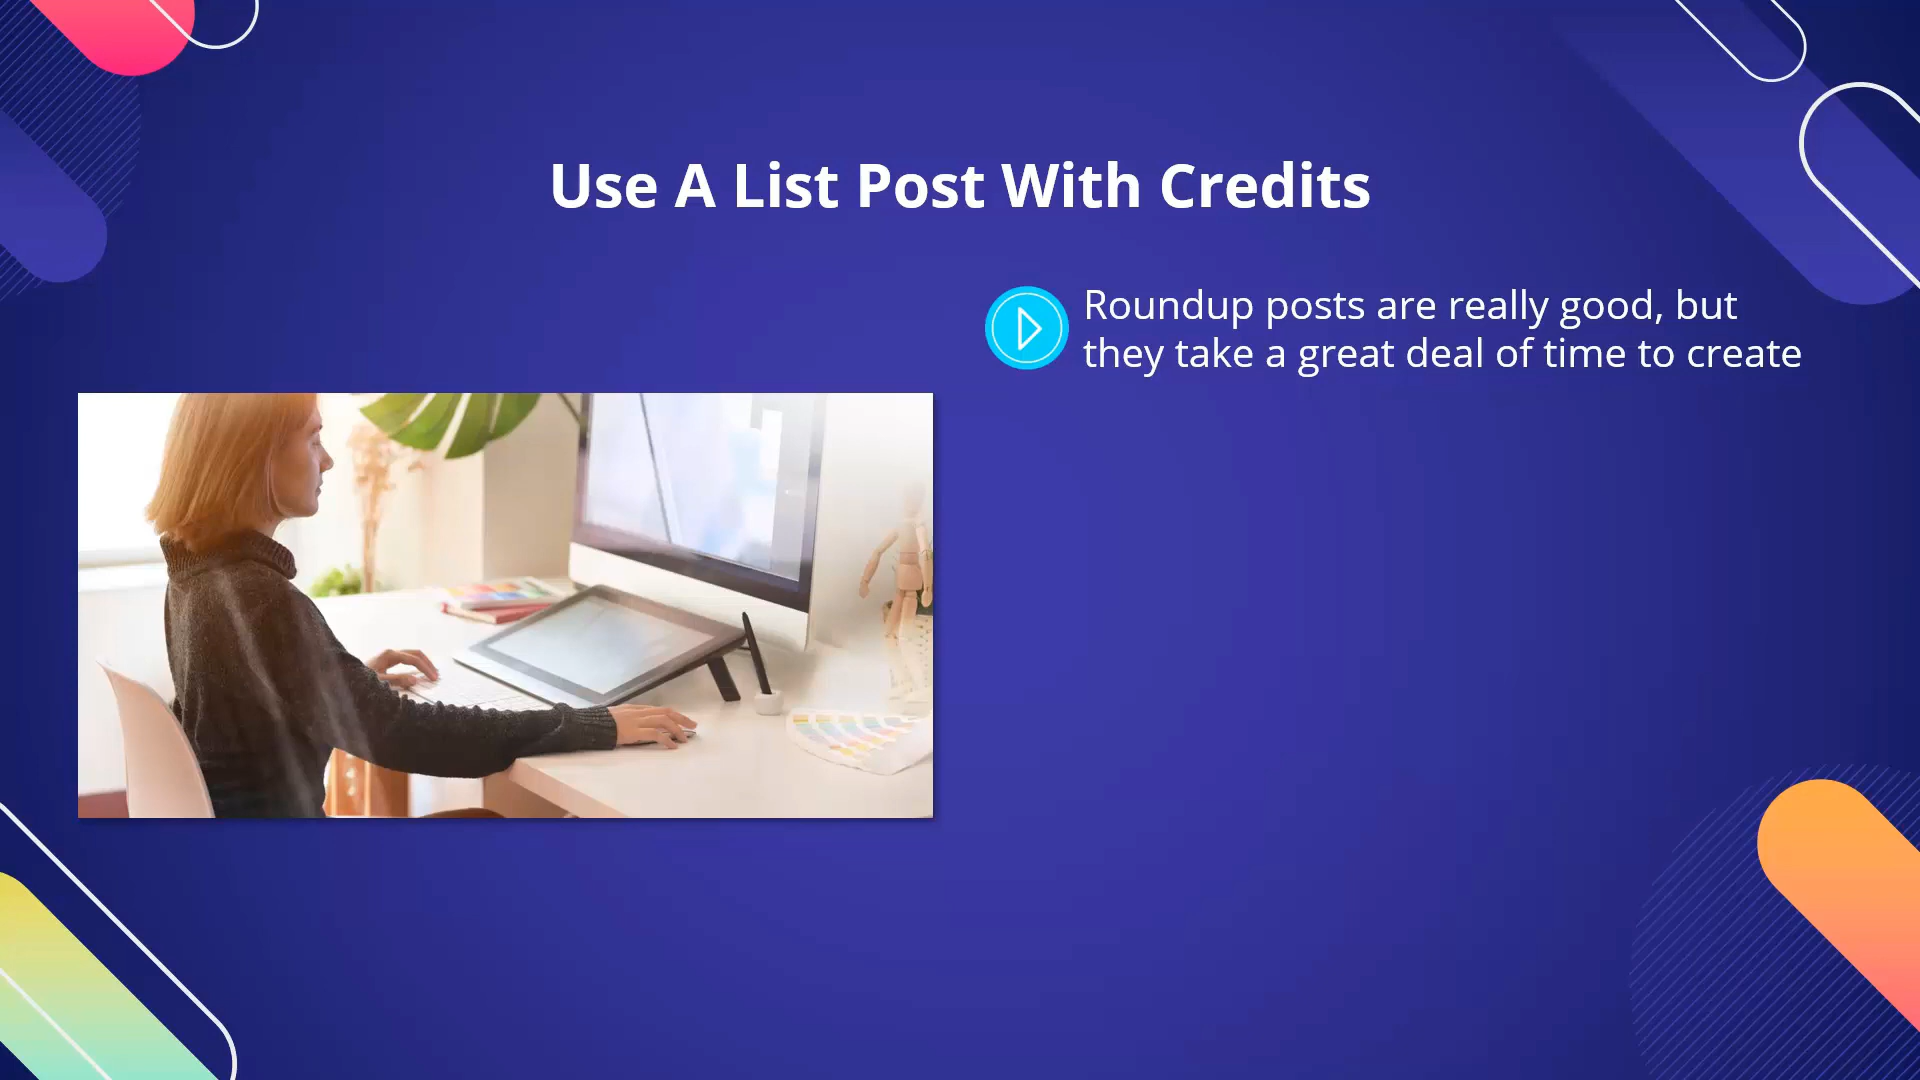 Use A List Post With Credits
Roundup posts are really good, but
they take a great deal of time to create